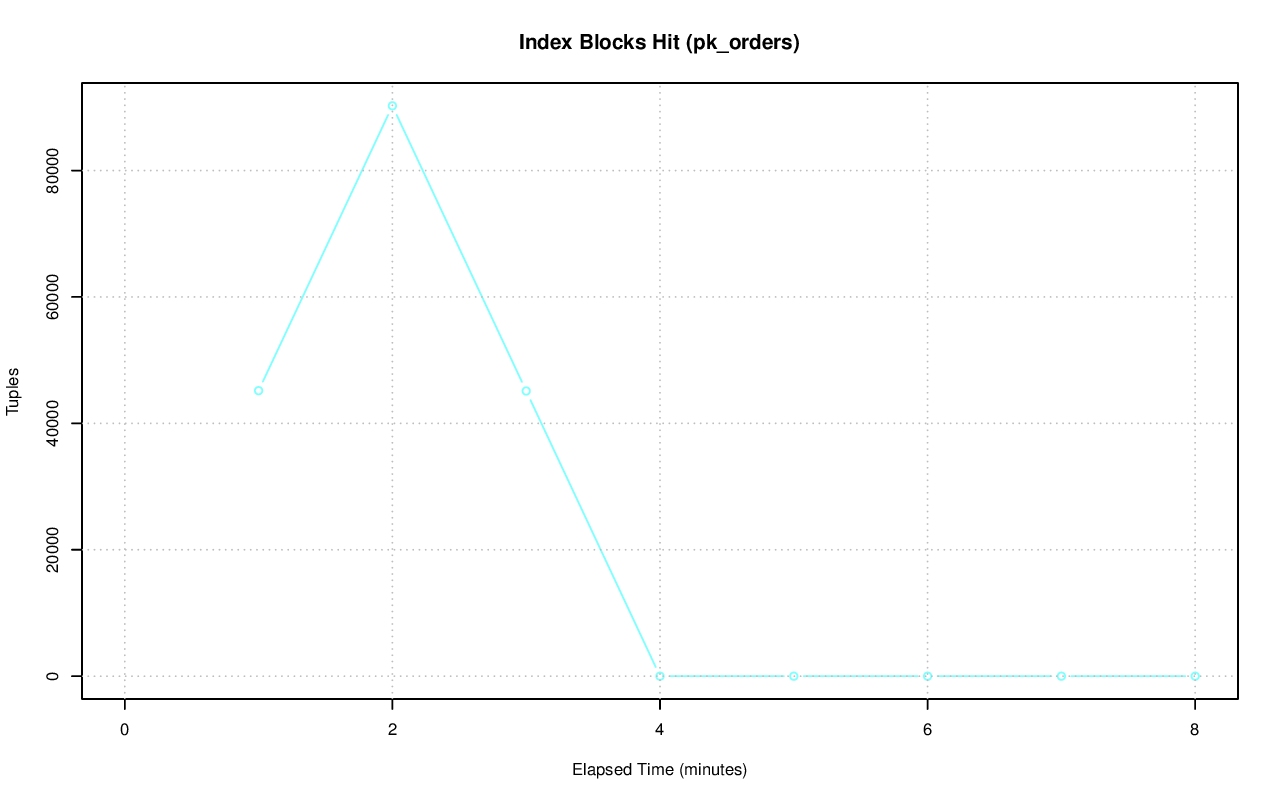 Index Blocks Hit (pk_orders)
Tuples
80000
60000
40000
20000
0
0 2 4 6 8
Elapsed Time (minutes)